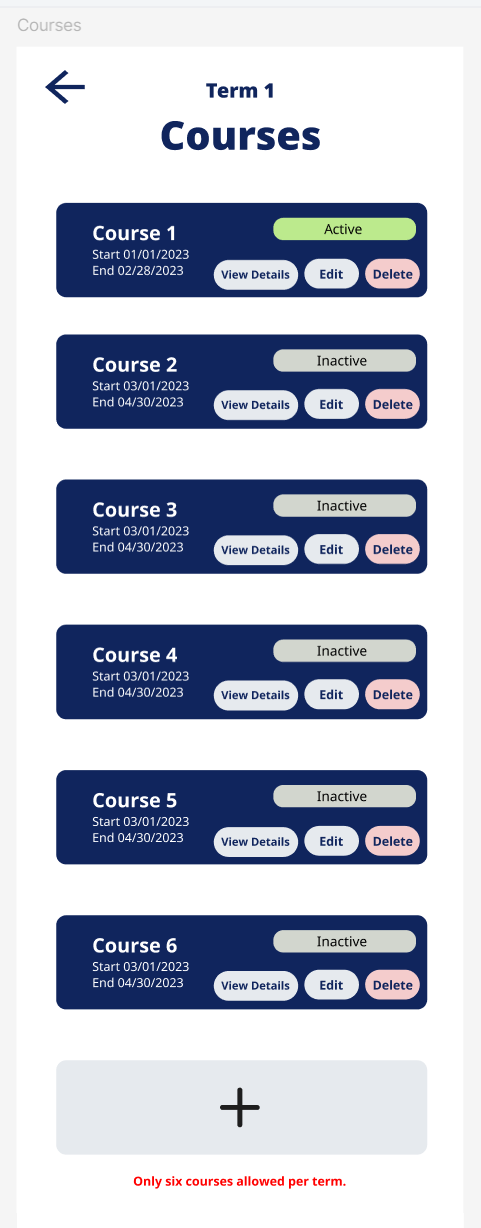 Courses
Term 1
Courses
Course 1
Start 01/01/2023
End 02/28/2023
Active
View Details
Edit
Delete
Course 2
Start 03/01/2023
End 04/30/2023
Inactive
View Details
Edit
Delete
Course 3
Start 03/01/2023
End 04/30/2023
Inactive
View Details
Edit
Delete
Course 4
Start 03/01/2023
End 04/30/2023
Inactive
View Details
Edit
Delete
Course 5
Start 03/01/2023
End 04/30/2023
Inactive
View Details
Edit
Delete
Course 6
Start 03/01/2023
End 04/30/2023
Inactive
View Details
Edit
Delete
Only six courses allowed per term.